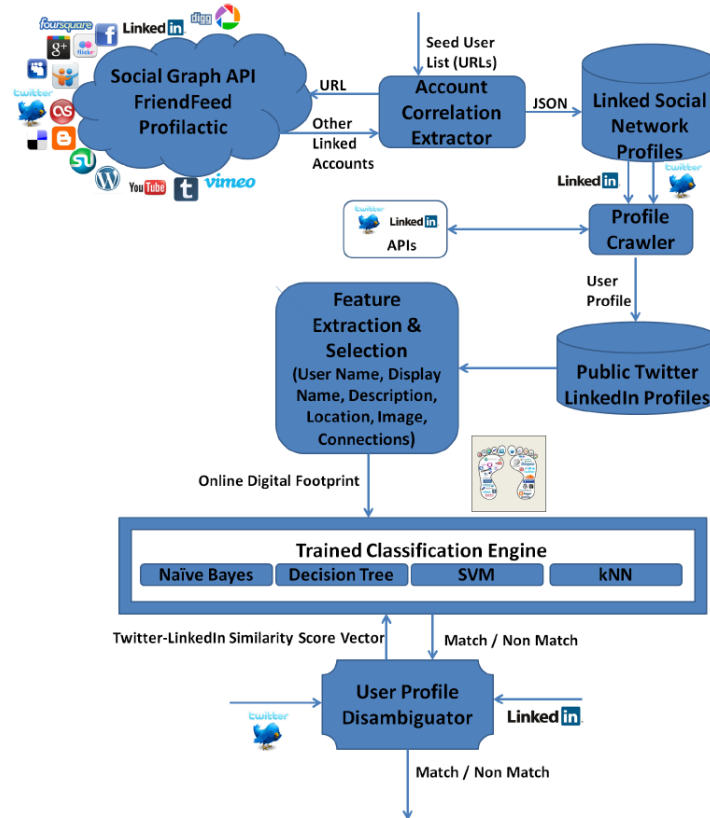 foursquare
flickr
Linked in
digg
g+
f
twitter
YouTube
t
vimeo
Social Graph API
FriendFeed
Profilactic
URL
Other
Linked
Accounts
Seed User
List (URLs)
Account
Correlation
Extractor
JSON
Linked Social
Network
Profiles
Linked in
twitter
Profile
Crawler
twitter
Linked in
APIs
User
Profile
Public Twitter
LinkedIn Profiles
Feature
Extraction &
Selection
(User Name, Display
Name, Description,
Location, Image,
Connections)
Online Digital Footprint
Trained Classification Engine
Naïve Bayes
Decision Tree
SVM
kNN
Twitter-LinkedIn Similarity Score Vector
Match / Non Match
User Profile
Disambiguator
twitter
Linked in
Match / Non Match